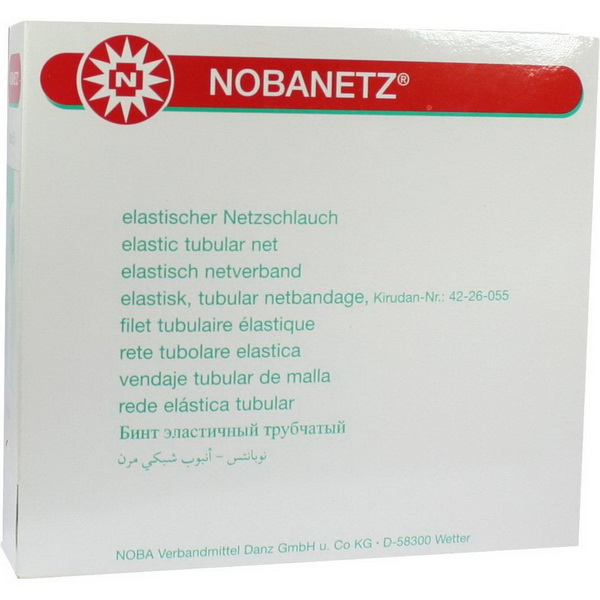 N
NOBANETZ®
elastischer Netzschlauch
elastic tubular net
elastisch netverband
elastisk, tubular netbandage, Kirudan-Nr.: 42-26-055
filet tubulaire élastique
rete tubolare elastica
vendaje tubular de malla
rede elástica tubular
Бинт эластичный трубчатый
نوبانتس - أنبوب شبكي مرن
NOBA Verbandmittel Danz GmbH u. Co KG · D-58300 Wetter